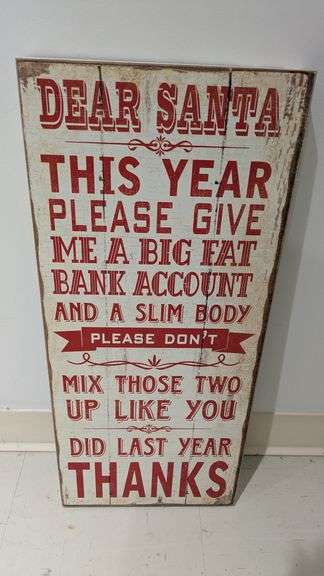 DEAR SANTA
THIS YEAR
PLEASE GIVE
ME A BIG FAT
BANK ACCOUNT
AND A SLIM BODY
PLEASE DON'T
MIX THOSE TWO
UP LIKE YOU
DID LAST YEAR
THANKS